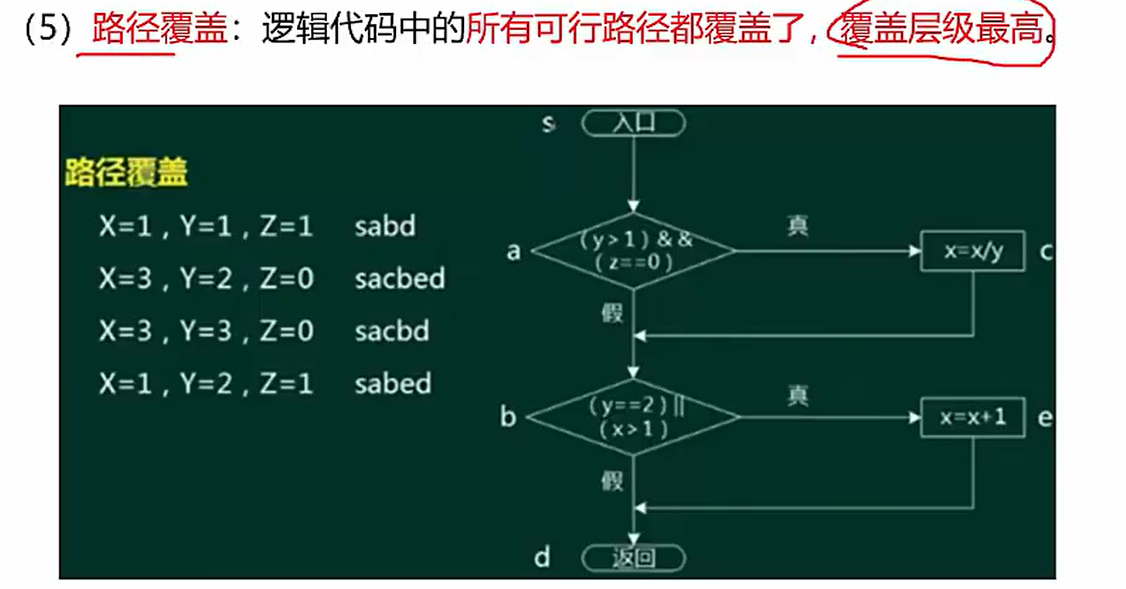 （5）路径覆盖：逻辑代码中的所有可行路径都覆盖了，覆盖层级最高。
s 入口
路径覆盖
X=1 , Y=1 , Z=1 sabd
X=3 , Y=2 , Z=0 sacbed
X=3 , Y=3 , Z=0 sacbd
X=1 , Y=2 , Z=1 sabed
a
(y>1)&&
(z==0)
真
x=x/y c
假
b
(y==2)||
(x>1)
真
x=x+1 e
假
d 返回